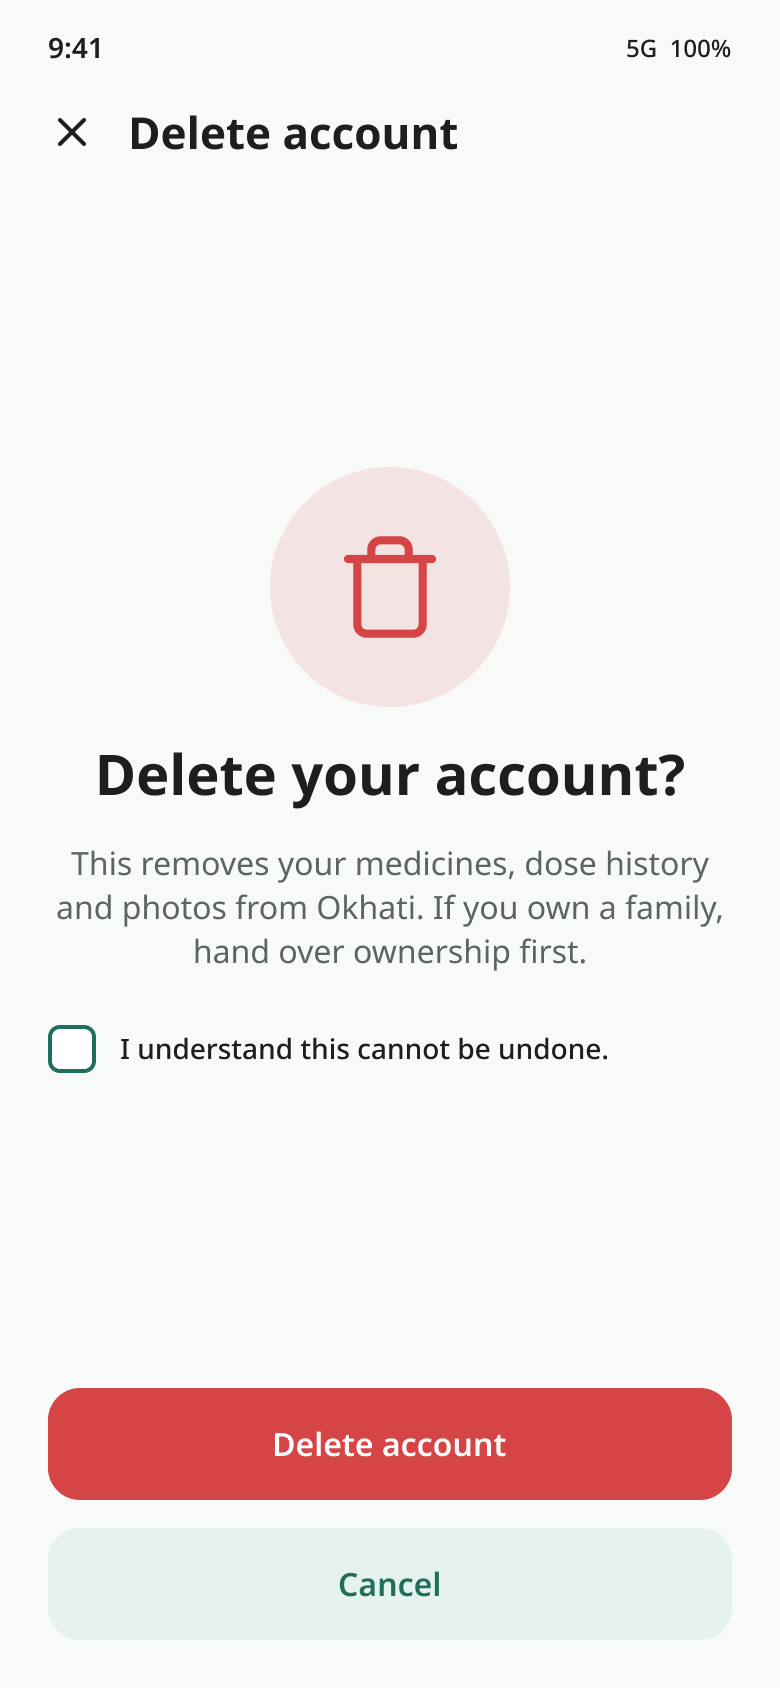 9:41
5G 100%
Delete account
Delete your account?
This removes your medicines, dose history
and photos from Okhati. If you own a family,
hand over ownership first.
I understand this cannot be undone.
Delete account
Cancel